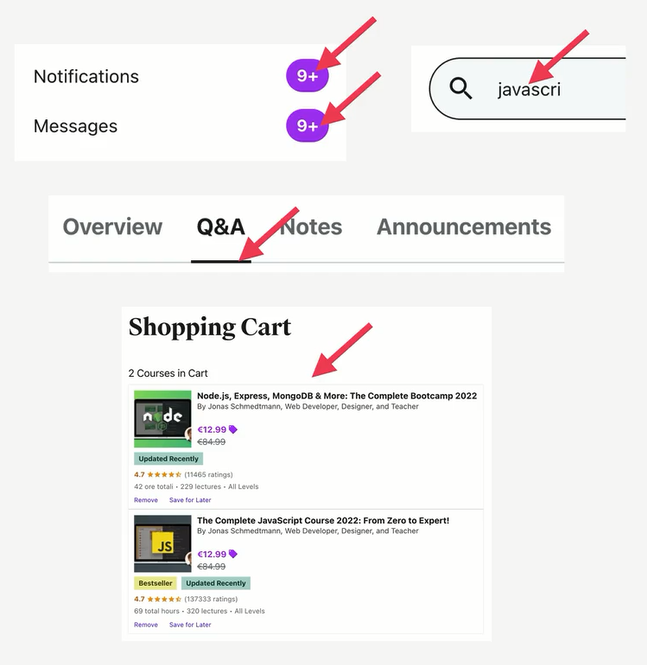 Notifications 9+
Messages 9+
javascri
Overview Q&A Notes Announcements
Shopping Cart
2 Courses in Cart
node
Node.js, Express, MongoDB & More: The Complete Bootcamp 2022
By Jonas Schmedtmann, Web Developer, Designer, and Teacher
€12.99
€84.99
Updated Recently
4.7 (11465 ratings)
42 ore totali • 229 lectures • All Levels
Remove Save for Later
JS
The Complete JavaScript Course 2022: From Zero to Expert!
By Jonas Schmedtmann, Web Developer, Designer, and Teacher
€12.99
€84.99
Bestseller Updated Recently
4.7 (137333 ratings)
69 total hours • 320 lectures • All Levels
Remove Save for Later